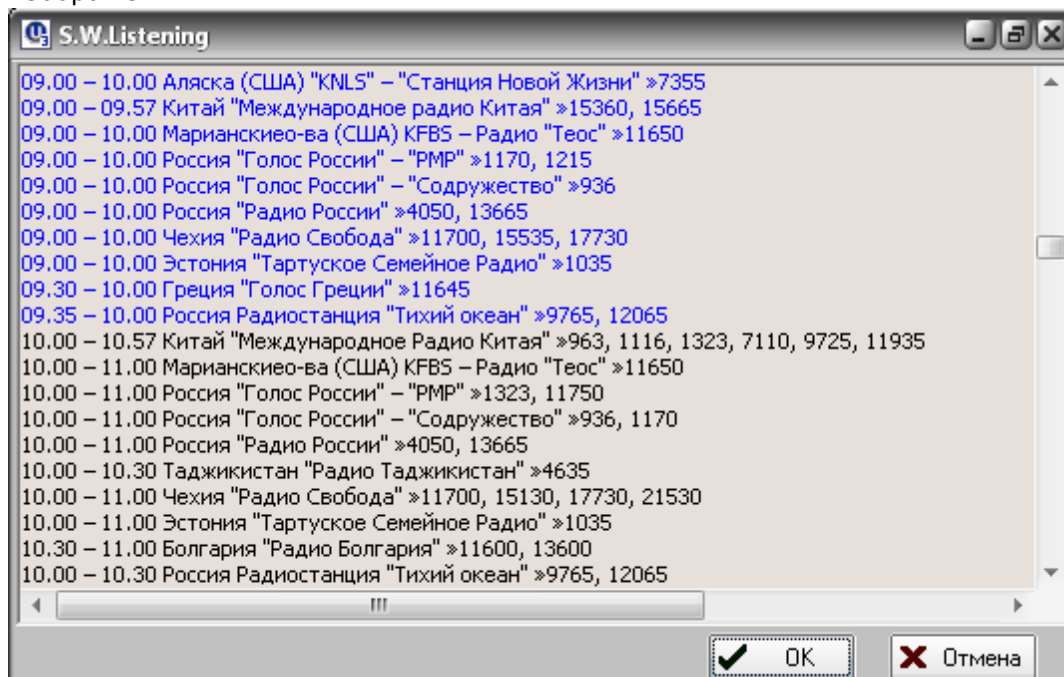 S.W.Listening
09.00 – 10.00 Аляска (США) "KNLS" – "Станция Новой Жизни" »7355
09.00 – 09.57 Китай "Международное радио Китая" »15360, 15665
09.00 – 10.00 Марианскиео-ва (США) KFBS – Радио "Теос" »11650
09.00 – 10.00 Россия "Голос России" – "РМР" »1170, 1215
09.00 – 10.00 Россия "Голос России" – "Содружество" »936
09.00 – 10.00 Россия "Радио России" »4050, 13665
09.00 – 10.00 Чехия "Радио Свобода" »11700, 15535, 17730
09.00 – 10.00 Эстония "Тартуское Семейное Радио" »1035
09.30 – 10.00 Греция "Голос Греции" »11645
09.35 – 10.00 Россия Радиостанция "Тихий океан" »9765, 12065
10.00 – 10.57 Китай "Международное Радио Китая" »963, 1116, 1323, 7110, 9725, 11935
10.00 – 11.00 Марианскиео-ва (США) KFBS – Радио "Теос" »11650
10.00 – 11.00 Россия "Голос России" – "РМР" »1323, 11750
10.00 – 11.00 Россия "Голос России" – "Содружество" »936, 1170
10.00 – 11.00 Россия "Радио России" »4050, 13665
10.00 – 10.30 Таджикистан "Радио Таджикистан" »4635
10.00 – 11.00 Чехия "Радио Свобода" »11700, 15130, 17730, 21530
10.00 – 11.00 Эстония "Тартуское Семейное Радио" »1035
10.30 – 11.00 Болгария "Радио Болгария" »11600, 13600
10.00 – 10.30 Россия Радиостанция "Тихий океан" »9765, 12065
OK
Отмена